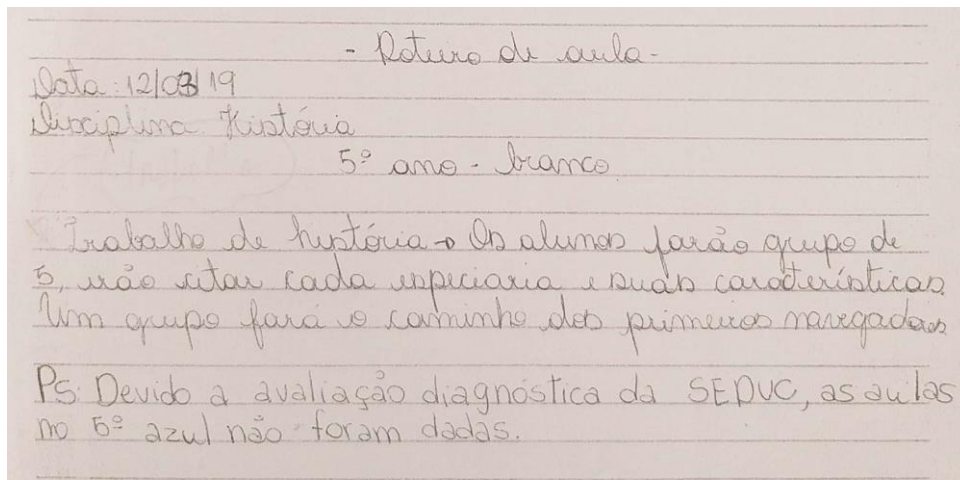 - Roteiro de aula -
Data: 12/03/19
Disciplina: História
5º ano - branco
Trabalho de história → Os alunos farão grupo de
5, irão citar cada especiaria e suas características.
Um grupo fará o caminho dos primeiros navegadores
PS: Devido a avaliação diagnóstica da SEDUC, as aulas
no 5º azul não foram dadas.